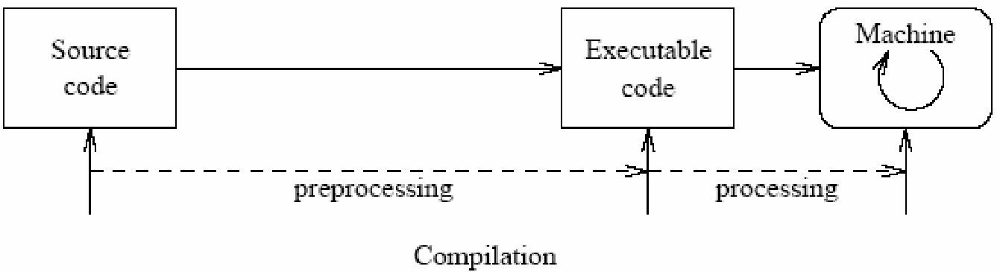 Source
code
Executable
code
Machine
preprocessing
processing
Compilation